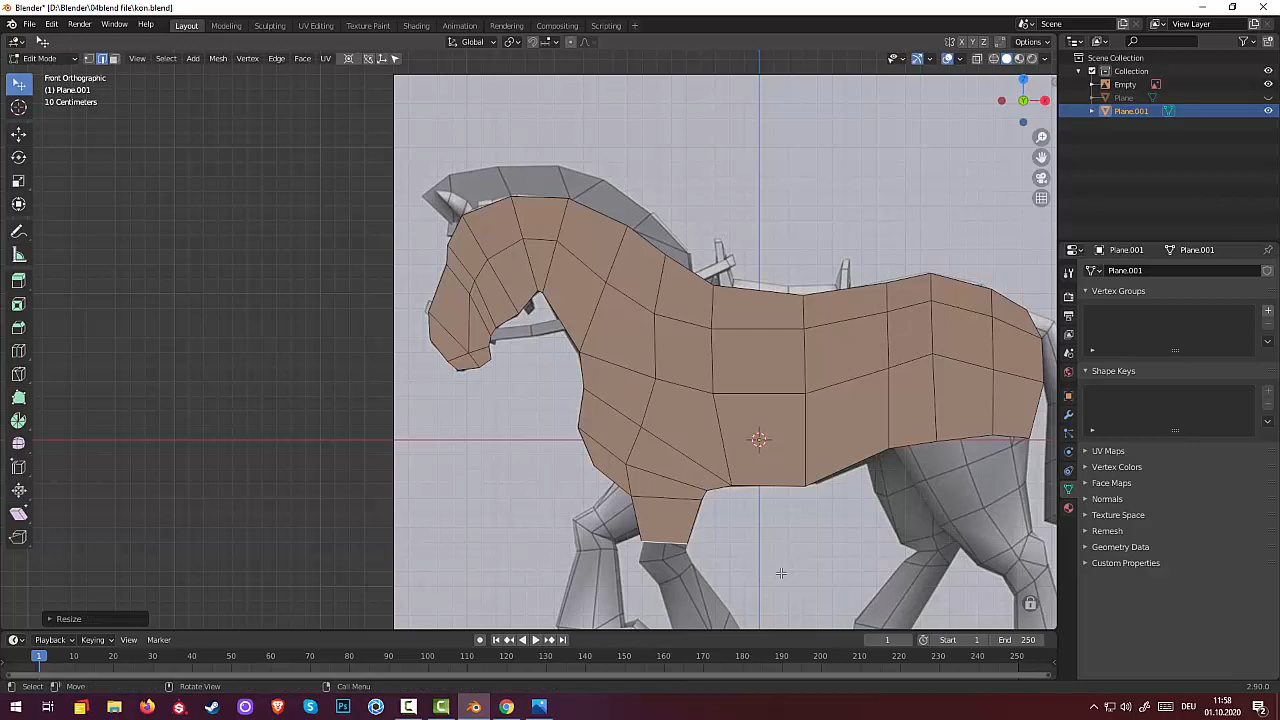 Blender* [D:\Blender\04blend file\kon.blend]
File Edit Render Window Help Layout Modeling Sculpting UV Editing Texture Paint Shading Animation Rendering Compositing Scripting + Scene View Layer
Global Options
Edit Mode View Select Add Mesh Vertex Edge Face UV X Y Z
Front Orthographic
(1) Plane.001
10 Centimeters
Scene Collection
Collection
Empty
Plane
Plane.001
Plane.001 Plane.001
Plane.001
Vertex Groups
Shape Keys
UV Maps
Vertex Colors
Face Maps
Normals
Texture Space
Remesh
Geometry Data
Custom Properties
Resize
Playback Keying View Marker 1 Start 1 End 250
1 10 20 30 40 50 60 70 80 90 100 110 120 130 140 150 160 170 180 190 200 210 220 230 240 250
Select Move Rotate View Call Menu 2.90.0
DEU 11:58
01.10.2020